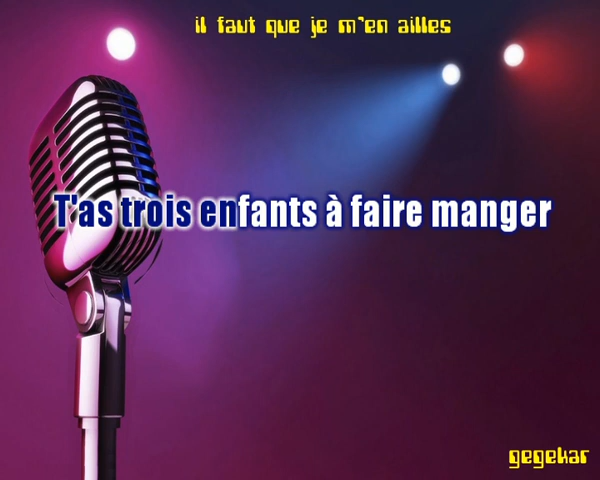 il faut que je m'en ailles
T'as trois enfants à faire manger
gegekar